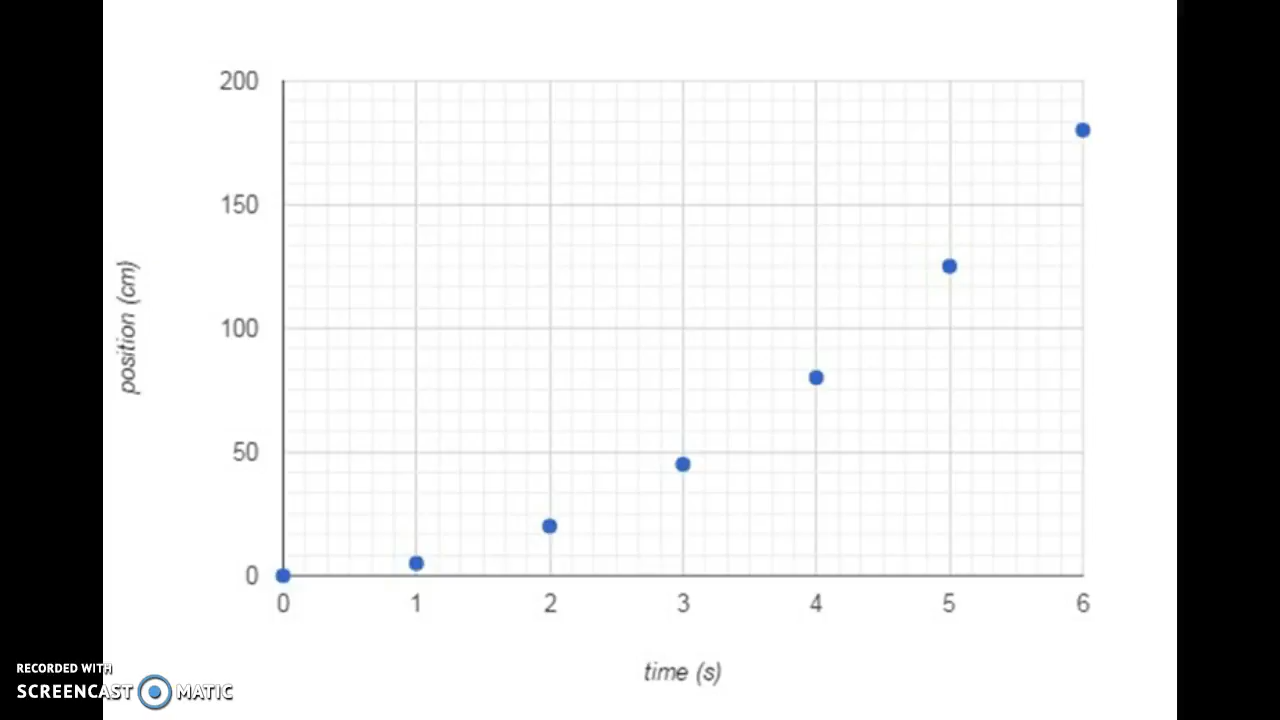 200
150
100
50
0
position (cm)
0 1 2 3 4 5 6
time (s)
RECORDED WITH
SCREENCAST MATIC